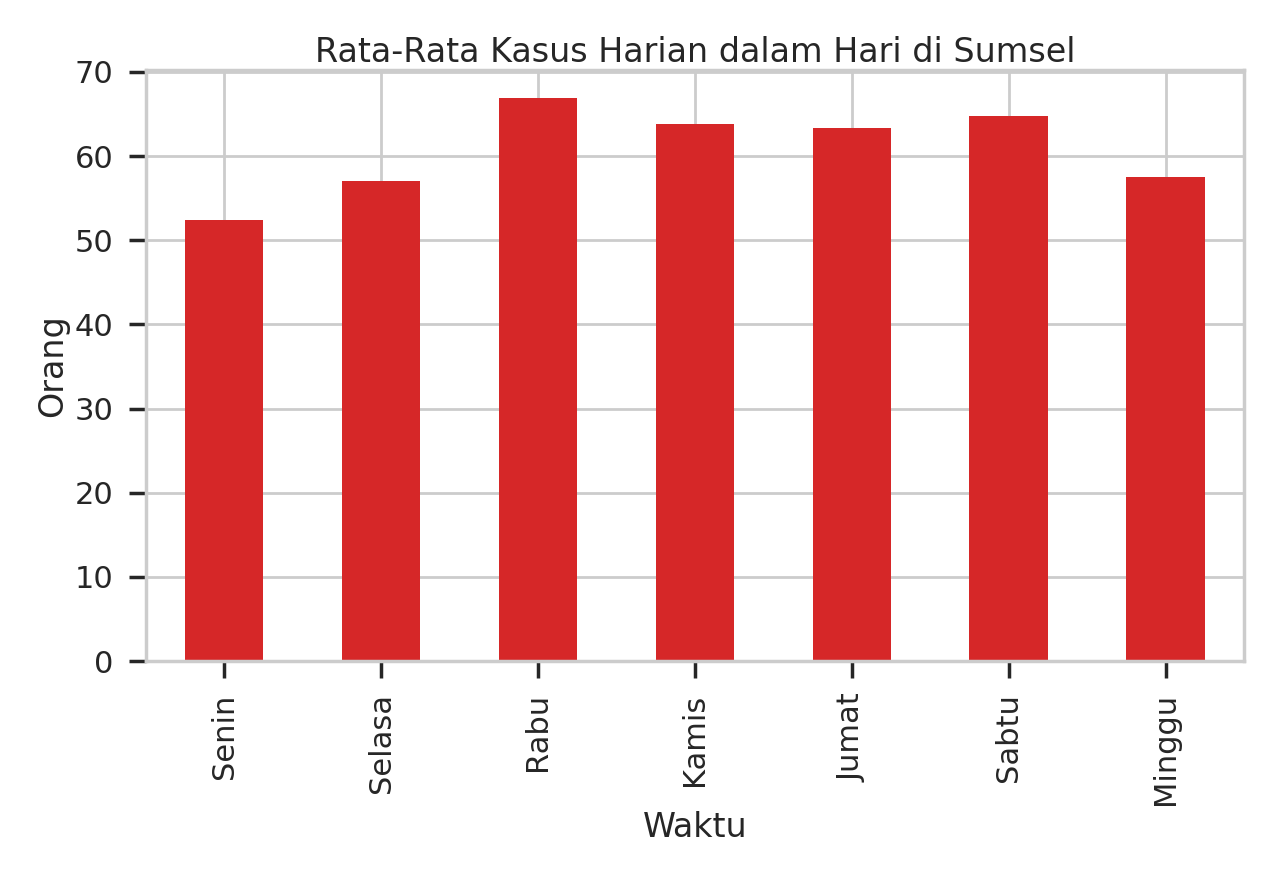 Rata-Rata Kasus Harian dalam Hari di Sumsel
70
60
50
40
30
20
10
0
Orang
Senin
Selasa
Rabu
Kamis
Jumat
Sabtu
Minggu
Waktu